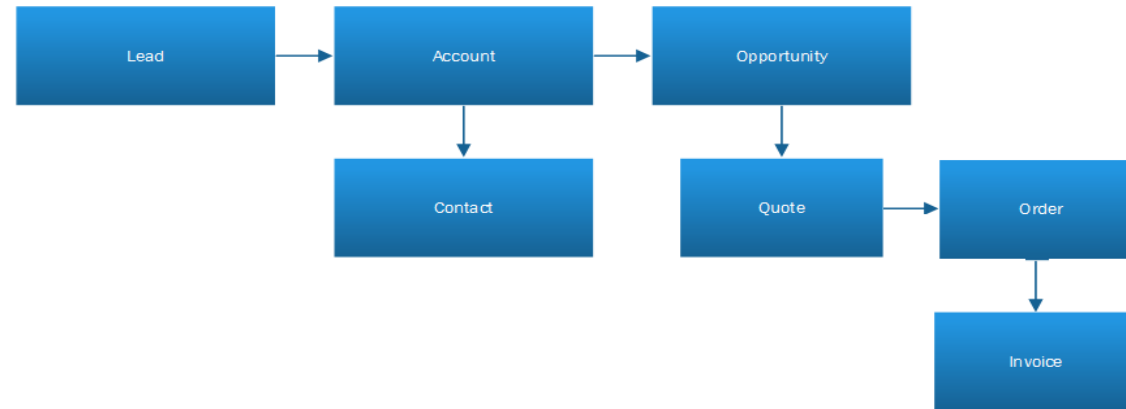 Lead
Account
Opportunity
Contact
Quote
Order
Invoice